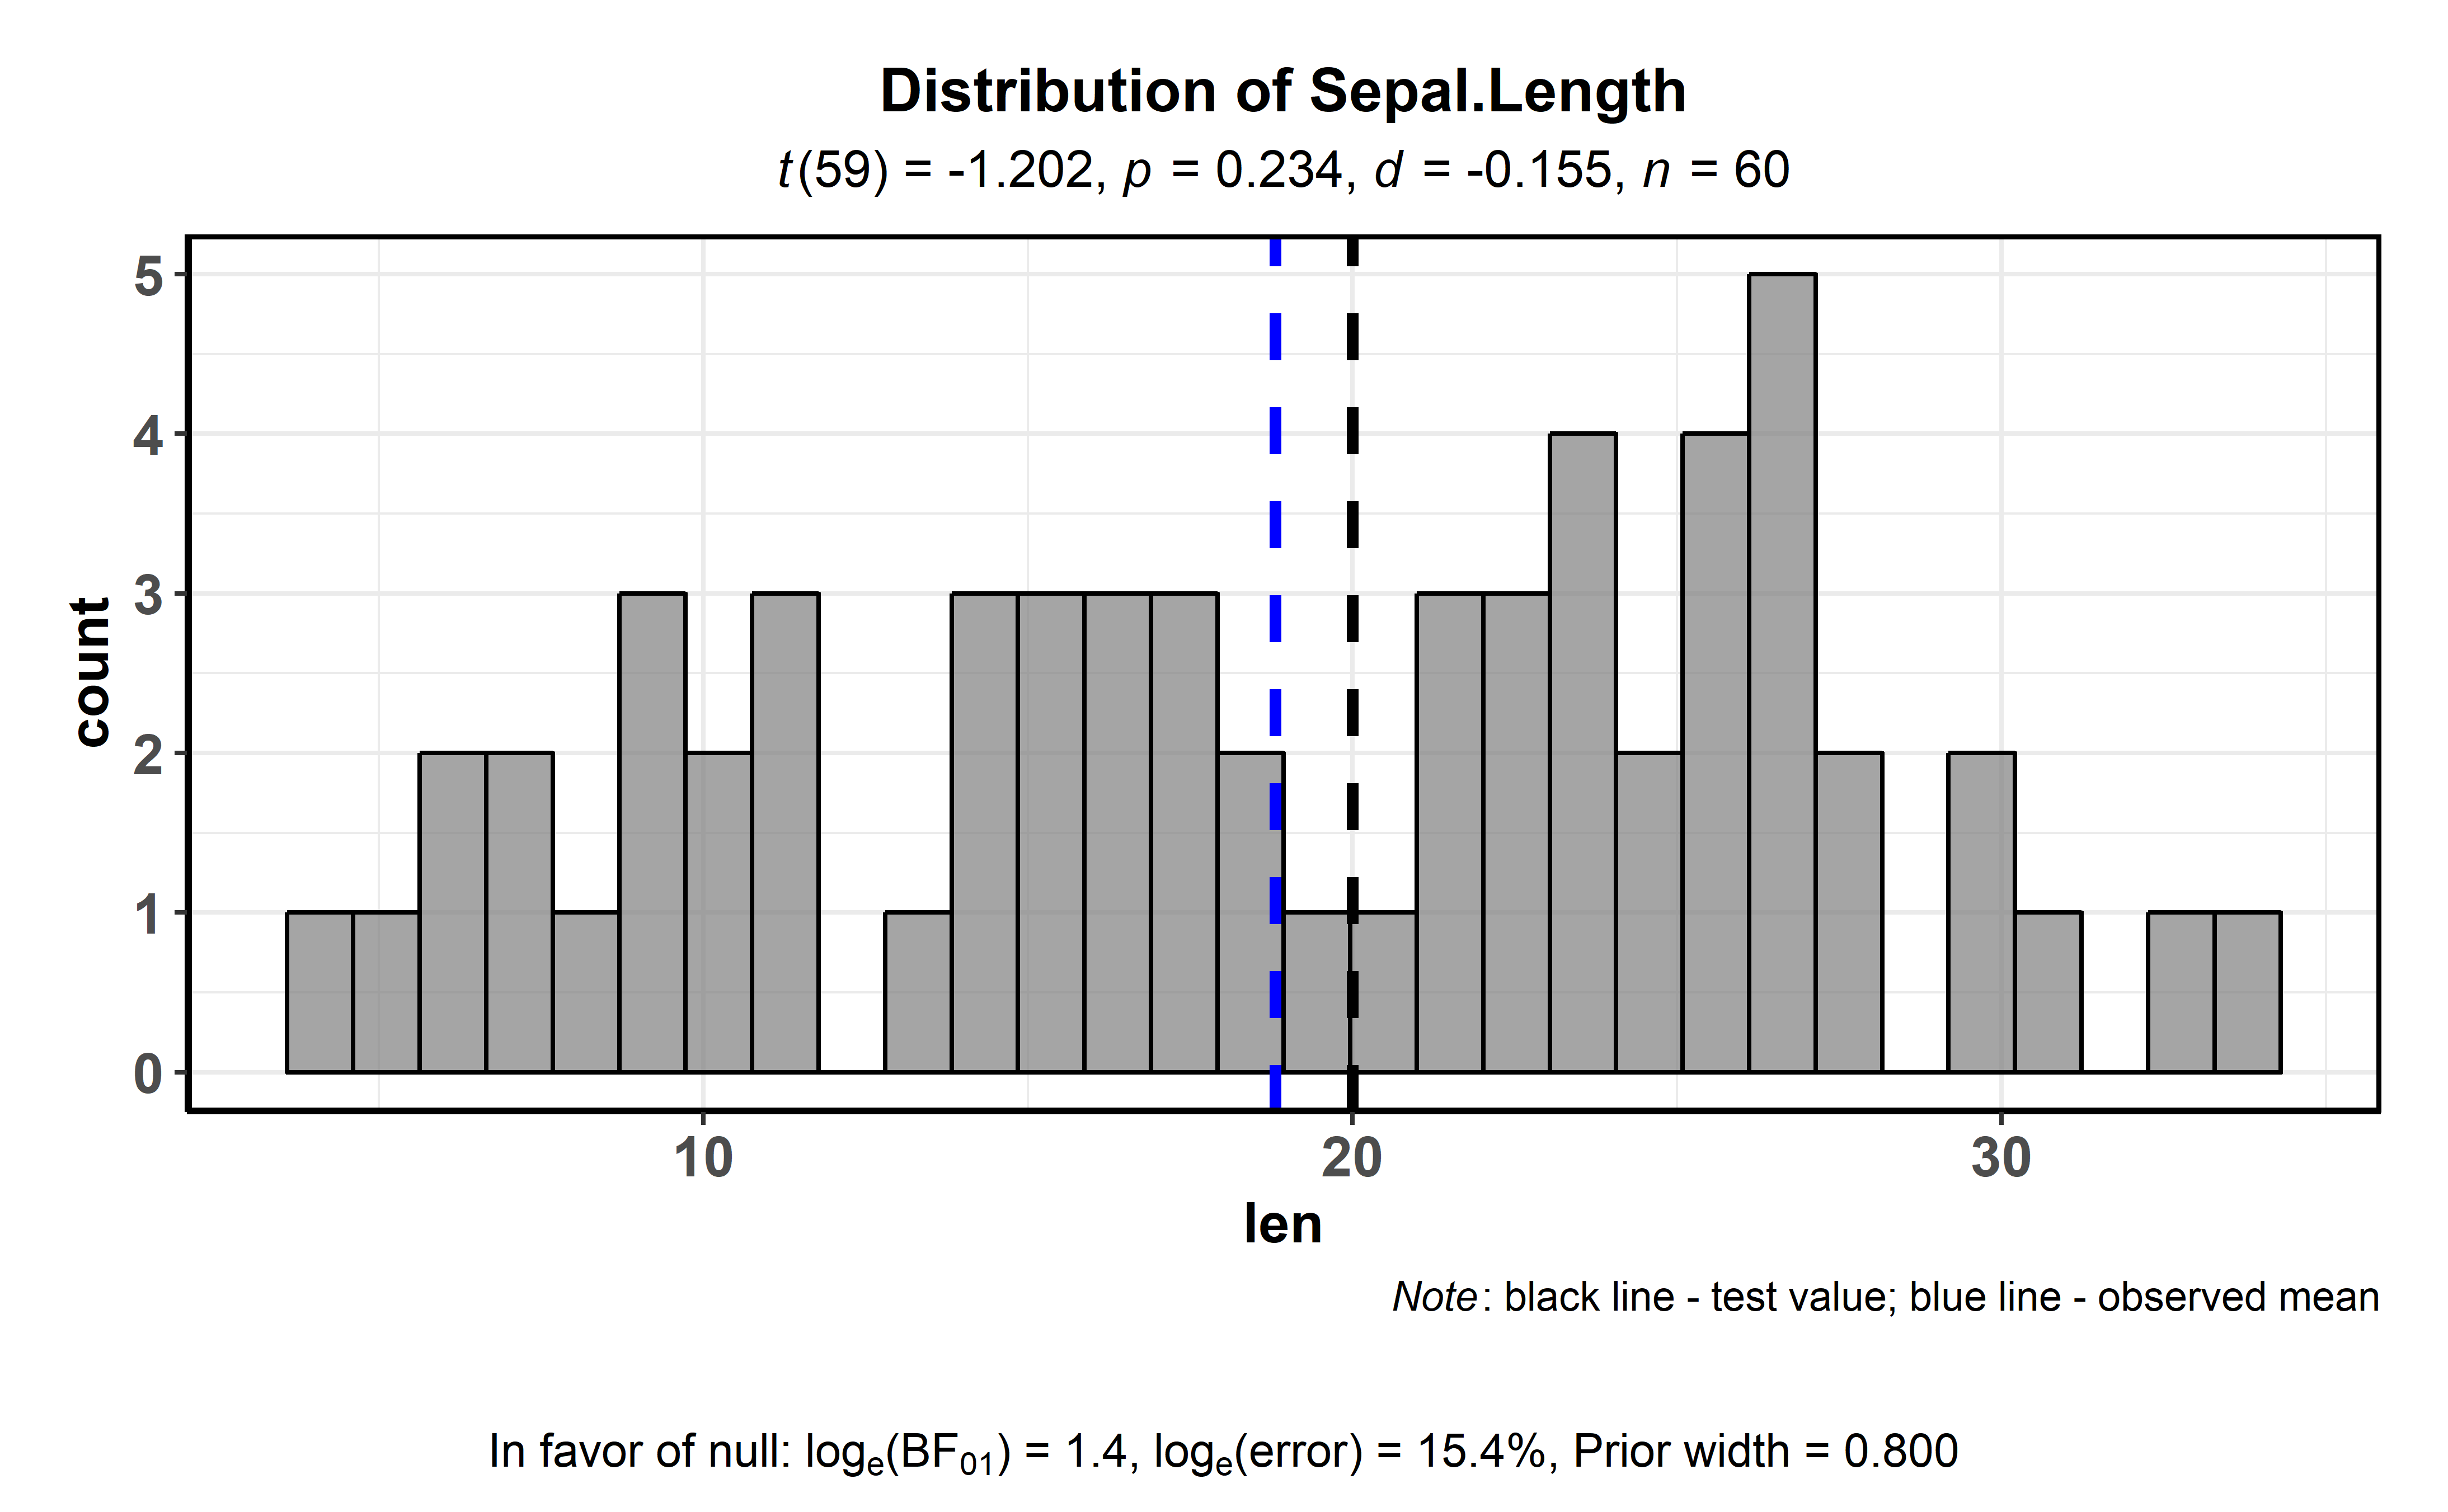 Distribution of Sepal.Length
t(59) = -1.202, p = 0.234, d = -0.155, n = 60
5
4
3
2
1
0
count
10 20 30
len
Note: black line - test value; blue line - observed mean
In favor of null: logₑ(BF₀₁) = 1.4, logₑ(error) = 15.4%, Prior width = 0.800